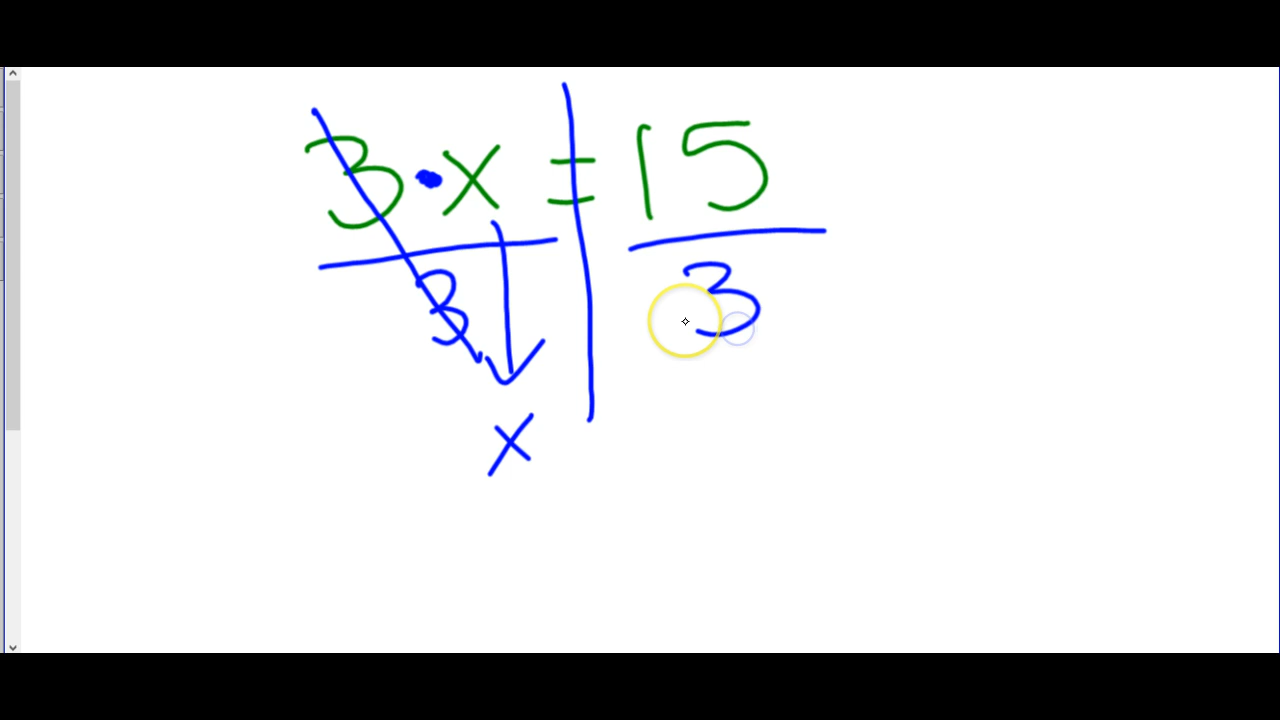 3 • x = 15
3 3
x